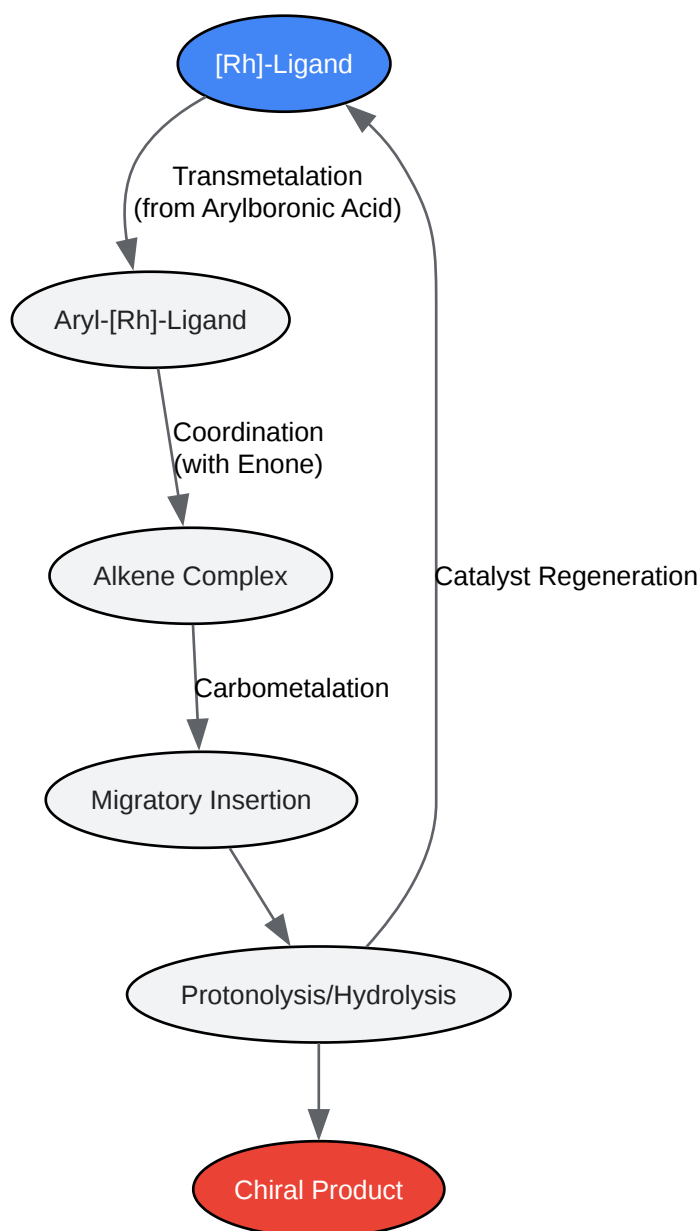 [Rh]-Ligand
Transmetalation
(from Arylboronic Acid)
Aryl-[Rh]-Ligand
Coordination
(with Enone)
Alkene Complex
Catalyst Regeneration
Carbometalation
Migratory Insertion
Protonolysis/Hydrolysis
Chiral Product